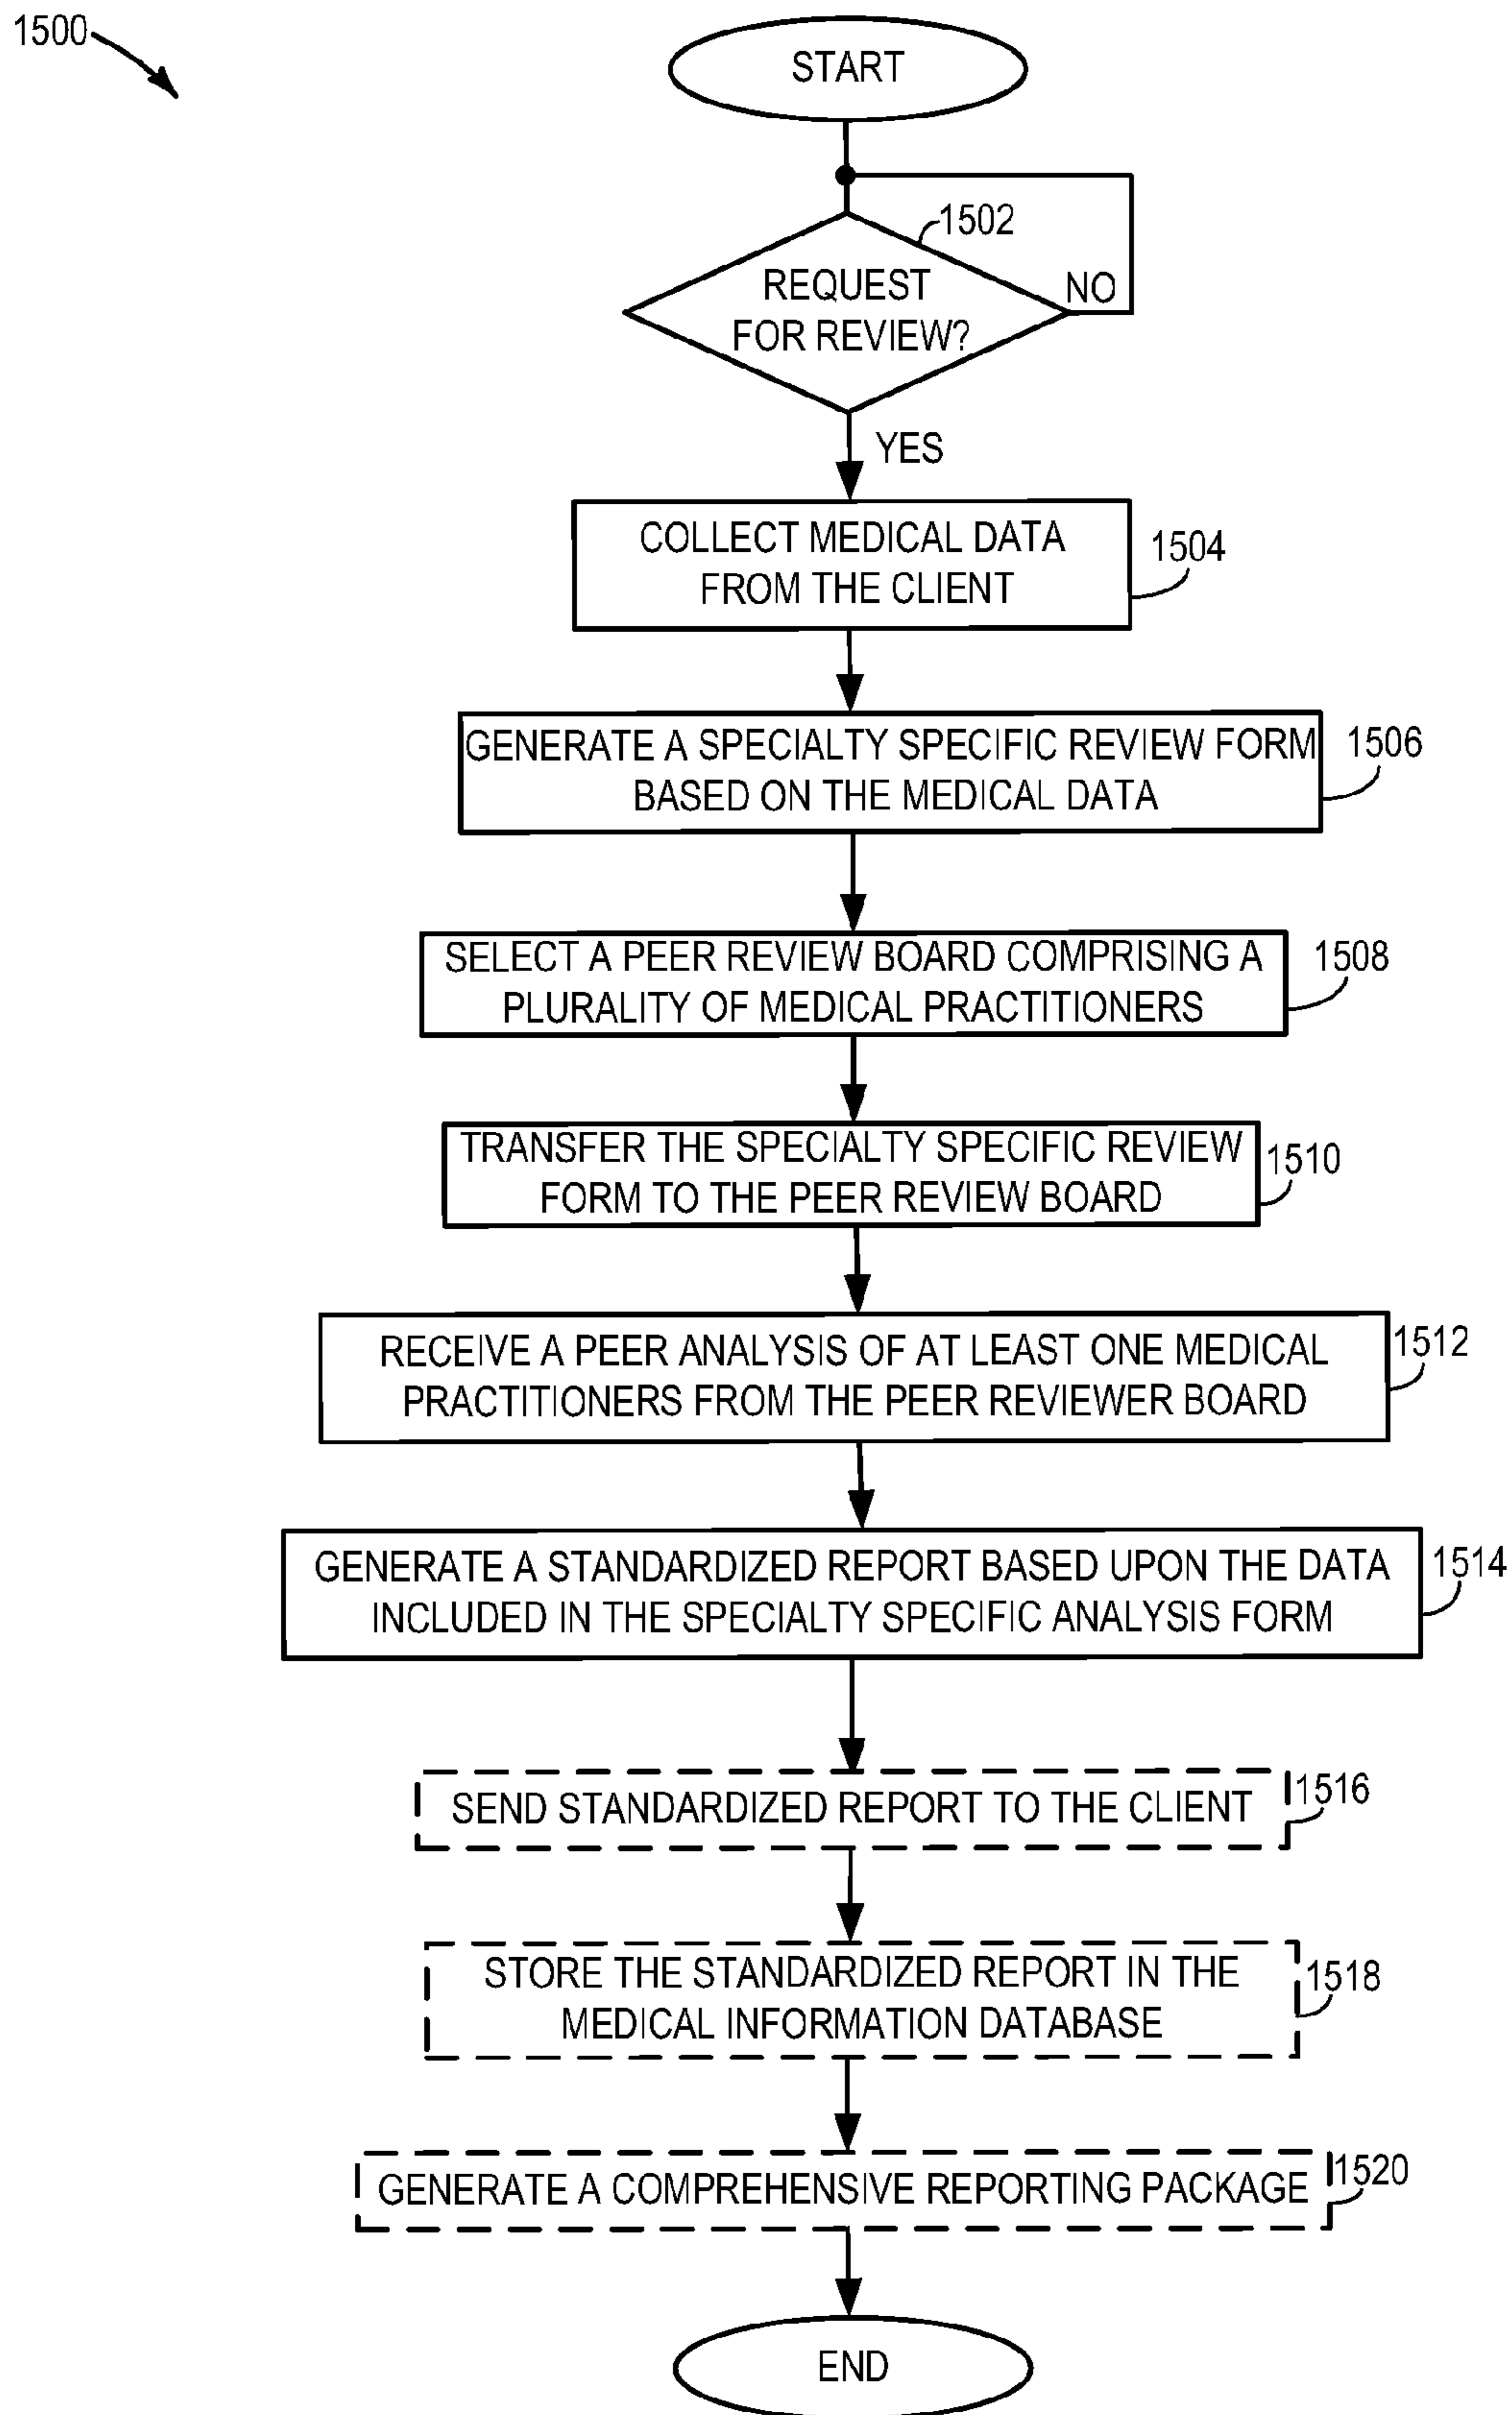 1500
START
1502
REQUEST
FOR REVIEW?
NO
YES
COLLECT MEDICAL DATA
FROM THE CLIENT
1504
GENERATE A SPECIALTY SPECIFIC REVIEW FORM
BASED ON THE MEDICAL DATA
1506
SELECT A PEER REVIEW BOARD COMPRISING A
PLURALITY OF MEDICAL PRACTITIONERS
1508
TRANSFER THE SPECIALTY SPECIFIC REVIEW
FORM TO THE PEER REVIEW BOARD
1510
RECEIVE A PEER ANALYSIS OF AT LEAST ONE MEDICAL
PRACTITIONERS FROM THE PEER REVIEWER BOARD
1512
GENERATE A STANDARDIZED REPORT BASED UPON THE DATA
INCLUDED IN THE SPECIALTY SPECIFIC ANALYSIS FORM
1514
SEND STANDARDIZED REPORT TO THE CLIENT
1516
STORE THE STANDARDIZED REPORT IN THE
MEDICAL INFORMATION DATABASE
1518
GENERATE A COMPREHENSIVE REPORTING PACKAGE
1520
END